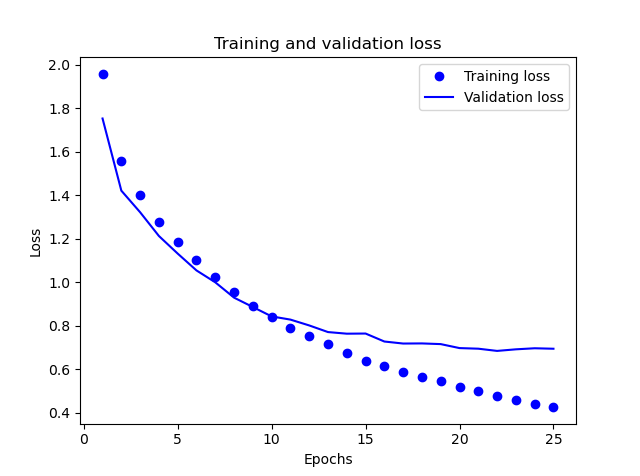 Training and validation loss
Training loss
Validation loss
Loss
2.0
1.8
1.6
1.4
1.2
1.0
0.8
0.6
0.4
0 5 10 15 20 25
Epochs